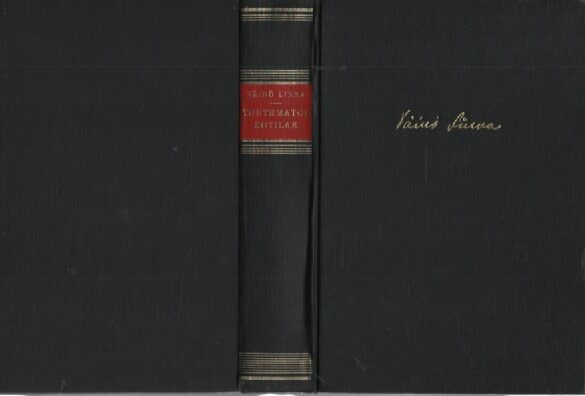 VÄINÖ LINNA
TUNTEMATON
SOTILAS
Väinö Linna